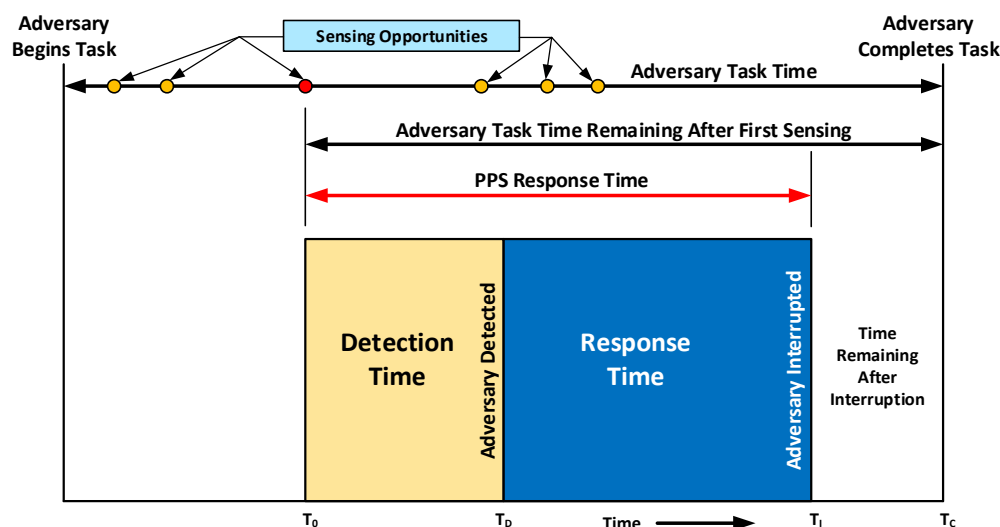 Adversary
Begins Task
Sensing Opportunities
Adversary
Completes Task
Adversary Task Time
Adversary Task Time Remaining After First Sensing
PPS Response Time
Detection
Time
Adversary Detected
Response
Time
Adversary Interrupted
Time
Remaining
After
Interruption
T0
TD
Time
TI
TC